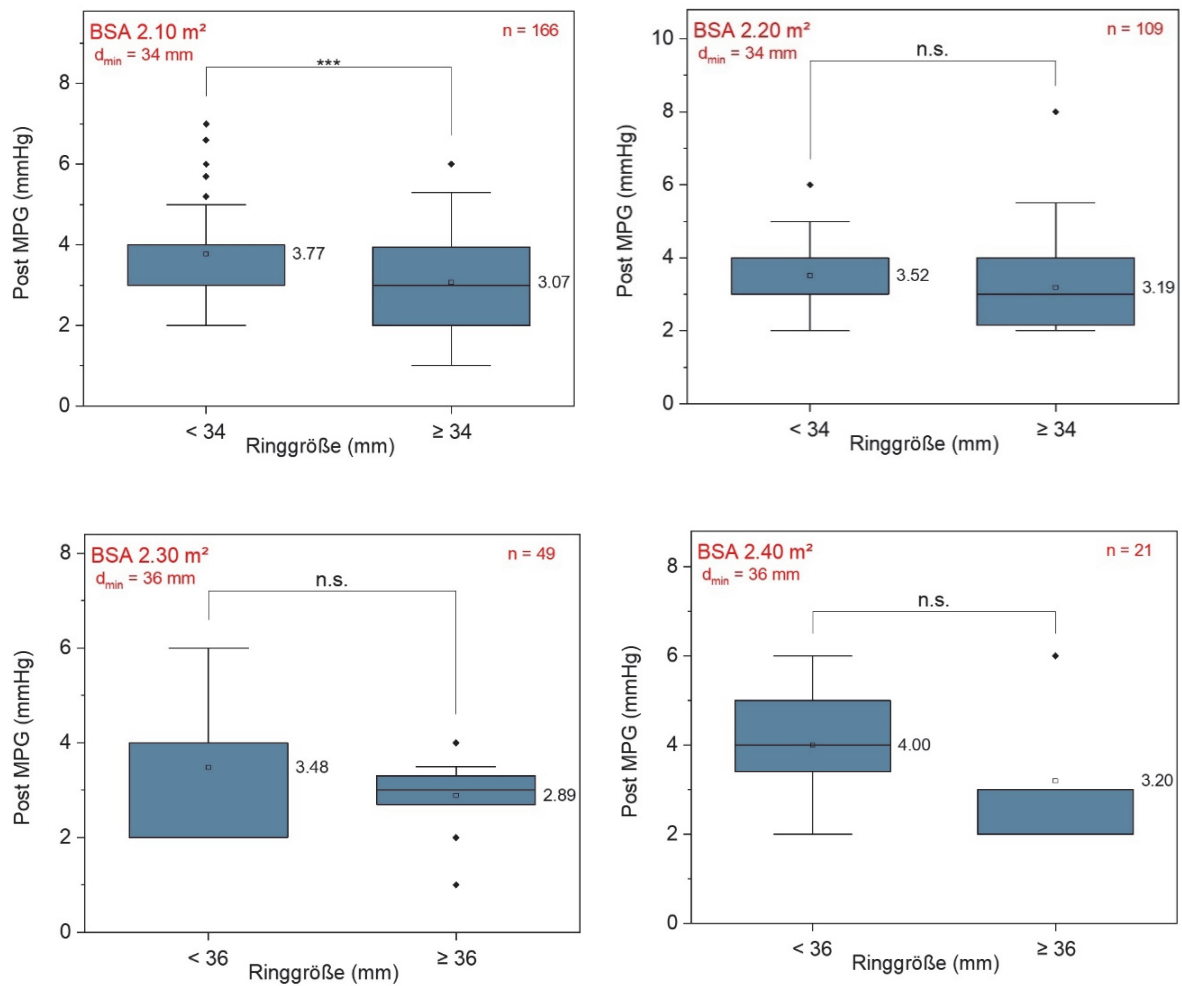 BSA 2.10 m²
n = 166
dmin = 34 mm
***
8
6
4
2
0
Post MPG (mmHg)
3.77
3.07
< 34
≥ 34
Ringgröße (mm)
BSA 2.20 m²
n = 109
dmin = 34 mm
n.s.
10
8
6
4
2
0
Post MPG (mmHg)
3.52
3.19
< 34
≥ 34
Ringgröße (mm)
BSA 2.30 m²
n = 49
dmin = 36 mm
n.s.
8
6
4
2
0
Post MPG (mmHg)
3.48
2.89
< 36
≥ 36
Ringgröße (mm)
BSA 2.40 m²
n = 21
dmin = 36 mm
n.s.
8
6
4
2
0
Post MPG (mmHg)
4.00
3.20
< 36
≥ 36
Ringgröße (mm)